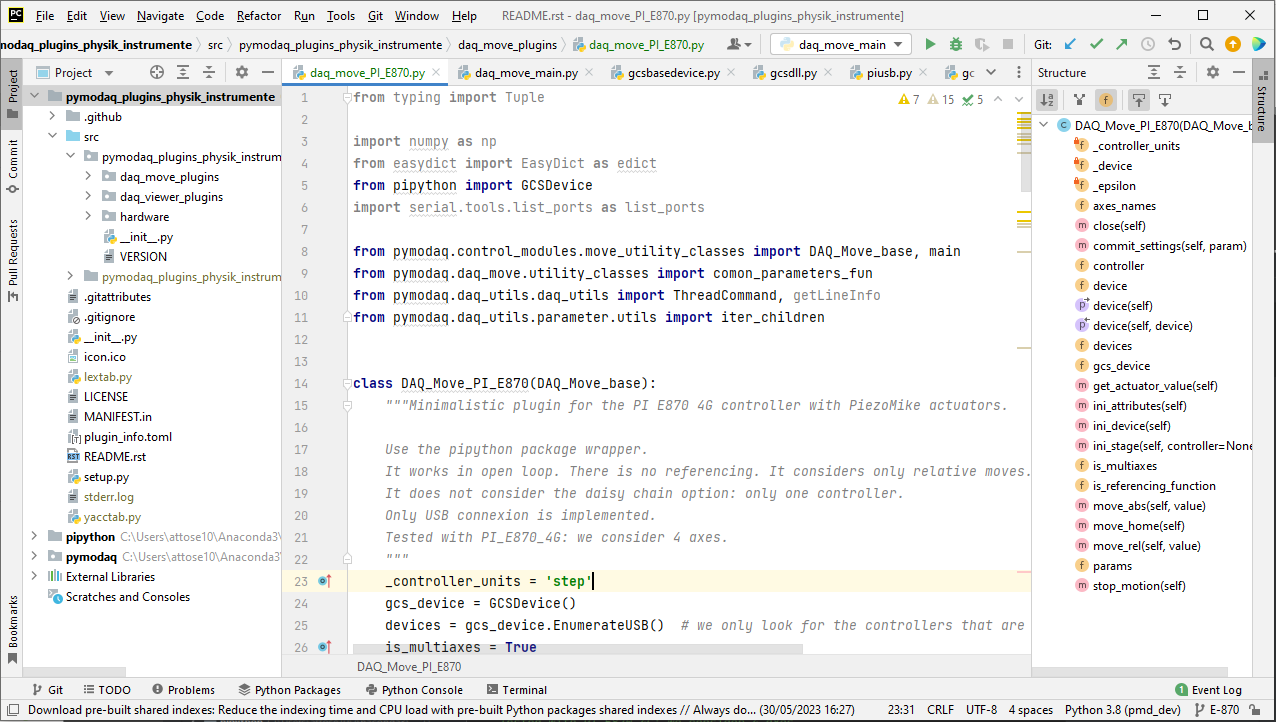 PC File Edit View Navigate Code Refactor Run Tools Git Window Help README.rst - daq_move_PI_E870.py [pymodaq_plugins_physik_instrumente]
modaq_plugins_physik_instrumente src pymodaq_plugins_physik_instrumente daq_move_plugins daq_move_PI_E870.py daq_move_main Git:
Project
Commit
Pull Requests
Bookmarks
Project
pymodaq_plugins_physik_instrumente
.github
src
pymodaq_plugins_physik_instrum
daq_move_plugins
daq_viewer_plugins
hardware
__init__.py
VERSION
pymodaq_plugins_physik_instrum
.gitattributes
.gitignore
__init__.py
icon.ico
lextab.py
LICENSE
MANIFEST.in
plugin_info.toml
README.rst
setup.py
stderr.log
yacctab.py
pipython C:\Users\attose10\Anaconda3\
pymodaq C:\Users\attose10\Anaconda3\
External Libraries
Scratches and Consoles
daq_move_PI_E870.py daq_move_main.py gcsbasedevice.py gcsdll.py piusb.py gc
7 15 5
1 from typing import Tuple
2
3 import numpy as np
4 from easydict import EasyDict as edict
5 from pipython import GCSDevice
6 import serial.tools.list_ports as list_ports
7
8 from pymodaq.control_modules.move_utility_classes import DAQ_Move_base, main
9 from pymodaq.daq_move.utility_classes import comon_parameters_fun
10 from pymodaq.daq_utils.daq_utils import ThreadCommand, getLineInfo
11 from pymodaq.daq_utils.parameter.utils import iter_children
12
13
14 class DAQ_Move_PI_E870(DAQ_Move_base):
15 """Minimalistic plugin for the PI E870 4G controller with PiezoMike actuators.
16
17 Use the pipython package wrapper.
18 It works in open loop. There is no referencing. It considers only relative moves.
19 It does not consider the daisy chain option: only one controller.
20 Only USB connexion is implemented.
21 Tested with PI_E870_4G: we consider 4 axes.
22 """
23 _controller_units = 'step'
24 gcs_device = GCSDevice()
25 devices = gcs_device.EnumerateUSB() # we only look for the controllers that are
26 is_multiaxes = True
DAQ_Move_PI_E870
Structure
DAQ_Move_PI_E870(DAQ_Move_b
_controller_units
_device
_epsilon
axes_names
close(self)
commit_settings(self, param)
controller
device
device(self)
device(self, device)
devices
gcs_device
get_actuator_value(self)
ini_attributes(self)
ini_device(self)
ini_stage(self, controller=None
is_multiaxes
is_referencing_function
move_abs(self, value)
move_home(self)
move_rel(self, value)
params
stop_motion(self)
Structure
Git TODO Problems Python Packages Python Console Terminal 1 Event Log
Download pre-built shared indexes: Reduce the indexing time and CPU load with pre-built Python packages shared indexes // Always do... (30/05/2023 16:27) 23:31 CRLF UTF-8 4 spaces Python 3.8 (pmd_dev) E-870